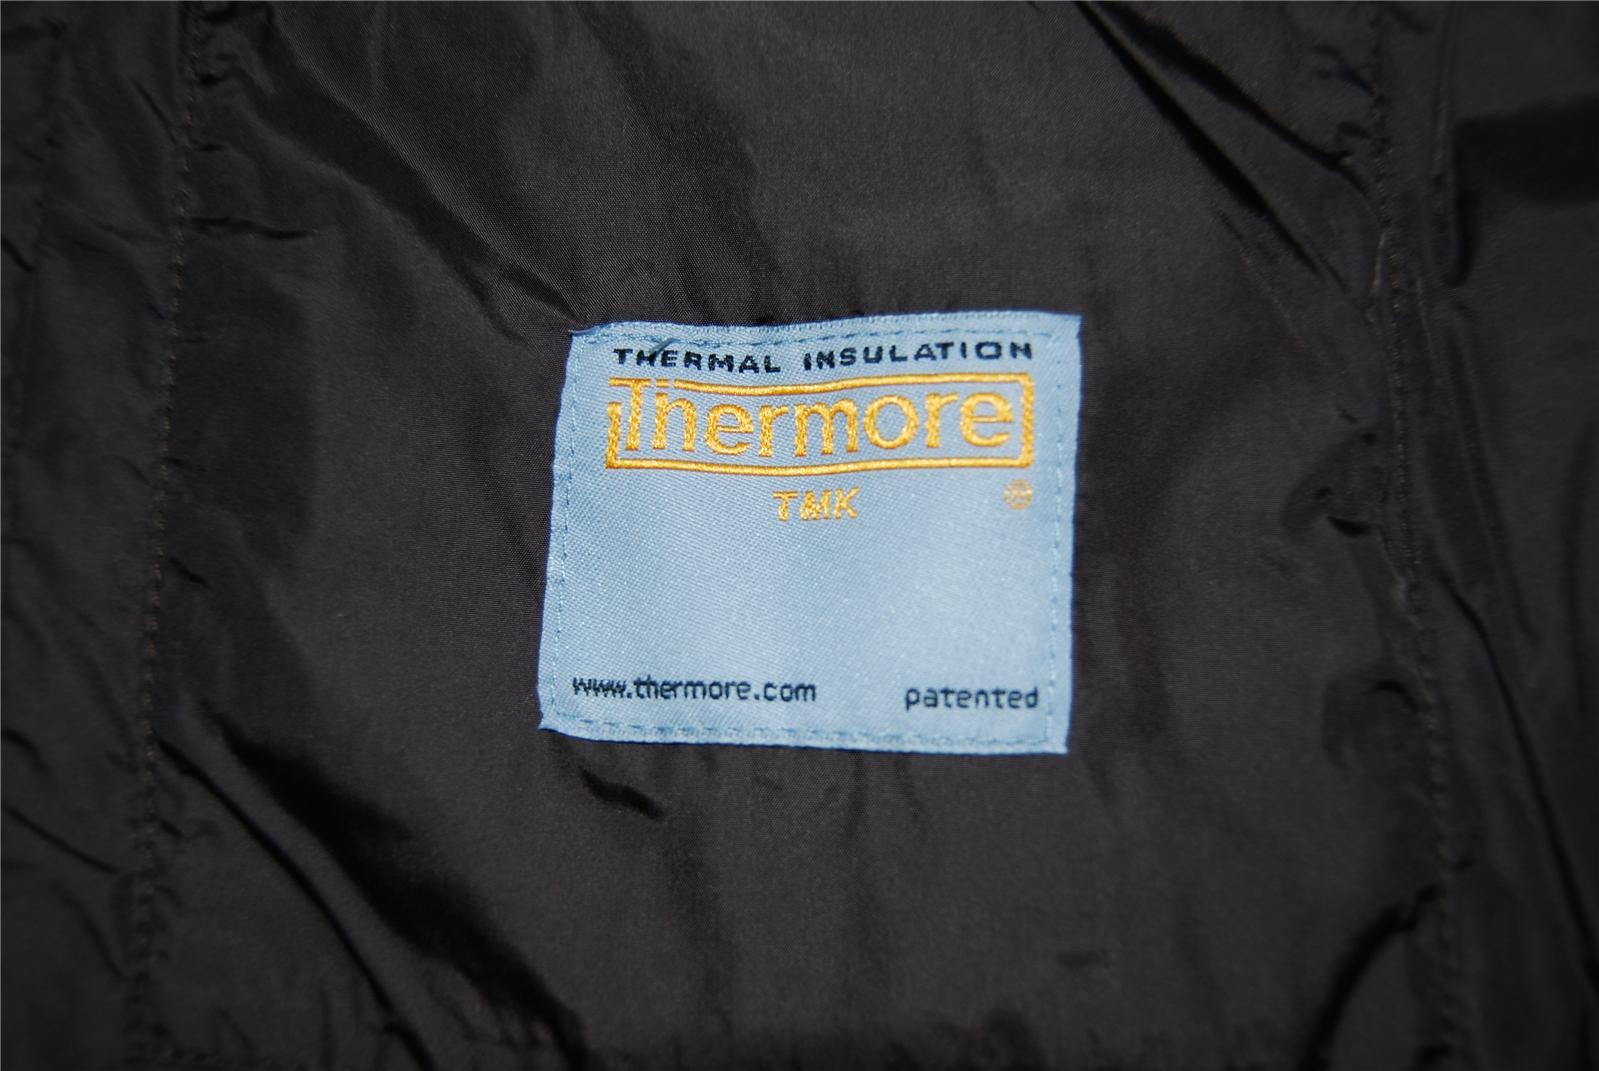 THERMAL INSULATION
Thermore
TMK ®
www.thermore.com patented